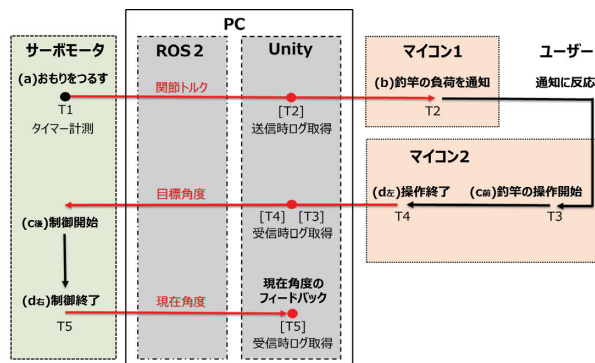 PC
サーボモータ
ROS 2
Unity
マイコン1
ユーザー
(a)おもりをつるす
関節トルク
(b)釣竿の負荷を通知
通知に反応
T1
[T2]
T2
タイマー計測
送信時ログ取得
マイコン2
目標角度
(d左)操作終了
(c前)釣竿の操作開始
(c後)制御開始
[T4] [T3]
T4
T3
受信時ログ取得
現在角度の
フィードバック
(d右)制御終了
現在角度
T5
[T5]
受信時ログ取得